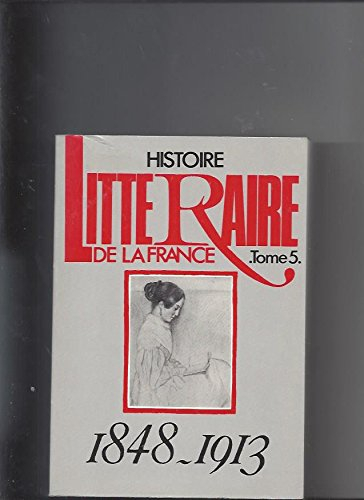 HISTOIRE
LITTERAIRE
DE LA FRANCE
.Tome 5.
1848-1913